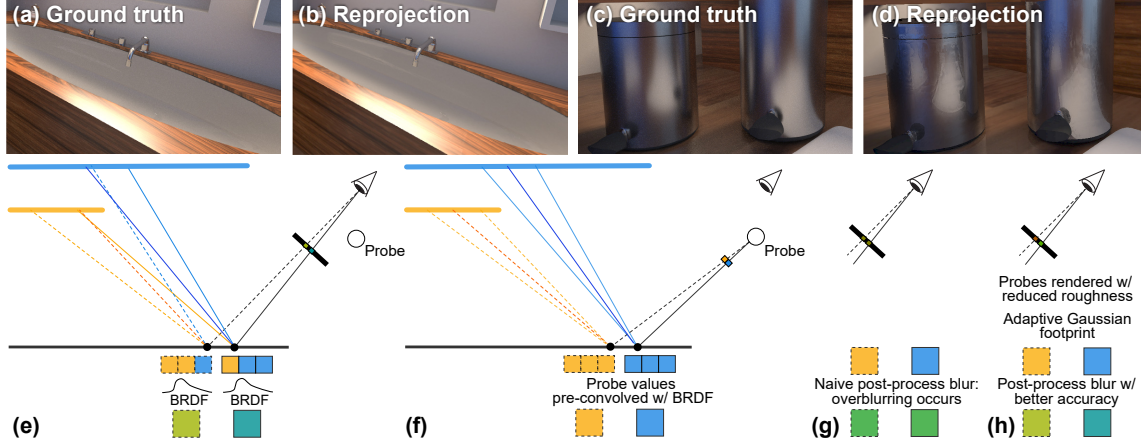 (a) Ground truth
(b) Reprojection
(c) Ground truth
(d) Reprojection
Probe
BRDF
BRDF
(e)
Probe
Probe values
pre-convolved w/ BRDF
(f)
Naive post-process blur:
overblurring occurs
(g)
Probes rendered w/
reduced roughness
Adaptive Gaussian
footprint
Post-process blur w/
better accuracy
(h)